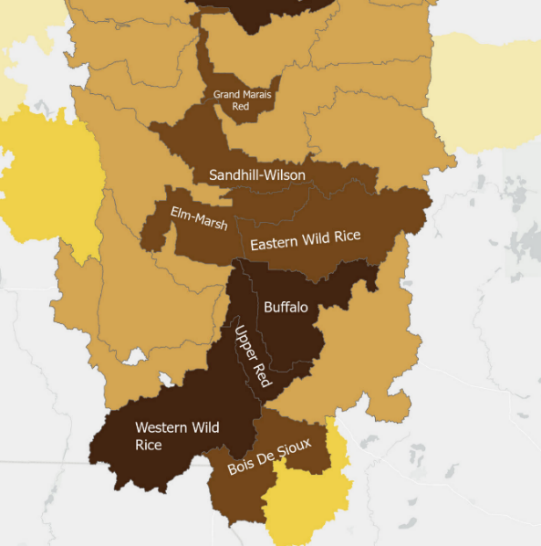 Grand Marais
Red
Sandhill-Wilson
Elm-Marsh
Eastern Wild Rice
Buffalo
Upper Red
Western Wild
Rice
Bois De Sioux